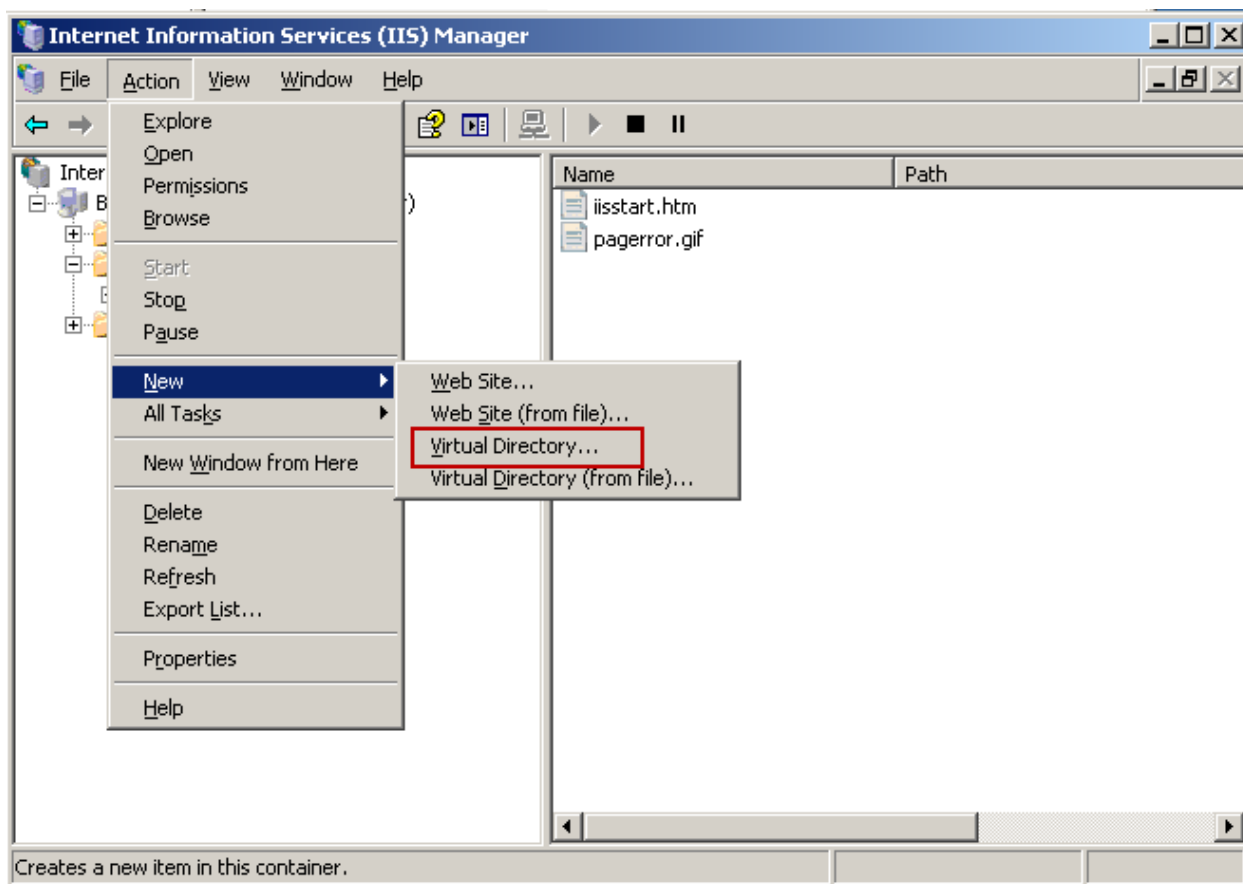 Internet Information Services (IIS) Manager
File Action View Window Help
Explore
Open
Permissions
Browse
Start
Stop
Pause
New
All Tasks
New Window from Here
Delete
Rename
Refresh
Export List...
Properties
Help
Web Site...
Web Site (from file)...
Virtual Directory...
Virtual Directory (from file)...
Inter
B
)
Name Path
iisstart.htm
pagerror.gif
Creates a new item in this container.